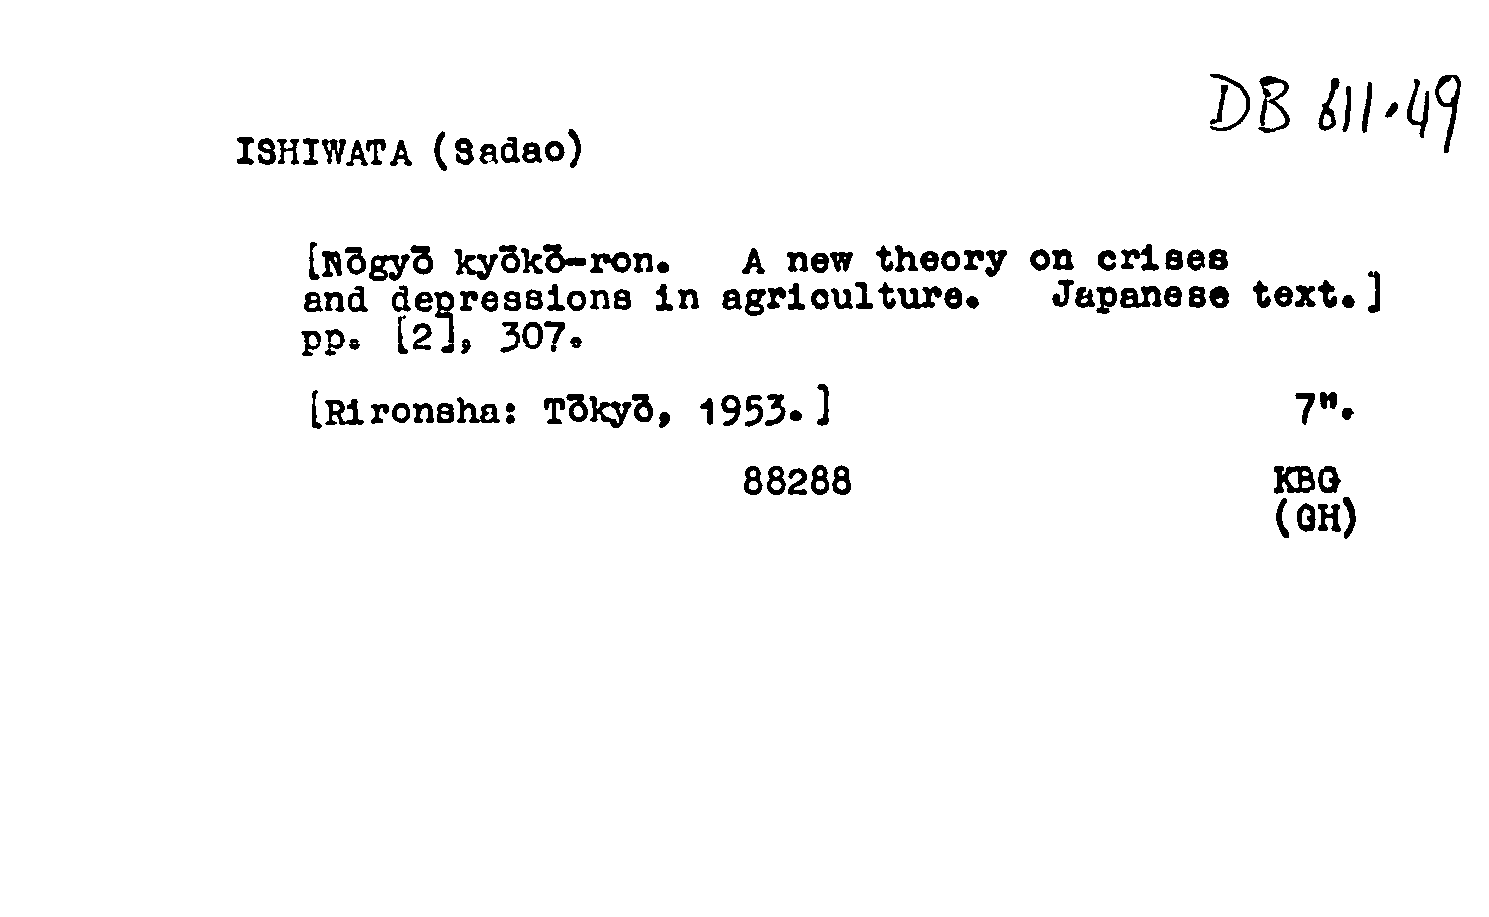 DB 611.49
ISHIWATA (Sadao)
[Nōgyō kyōkō-ron. A new theory on crises
and depressions in agriculture. Japanese text.]
pp. [2], 307.
[Rironsha: Tōkyō, 1953.] 7".
88288 KBG
(GH)